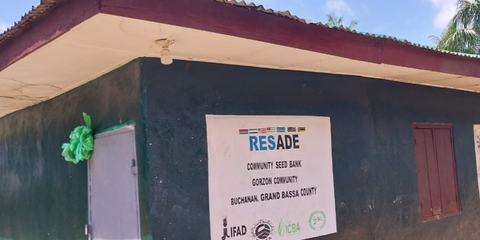 RESADE
COMMUNITY SEED BANK
GORZON COMMUNITY
BUCHANAN, GRAND BASSA COUNTY
IFAD
ICBA